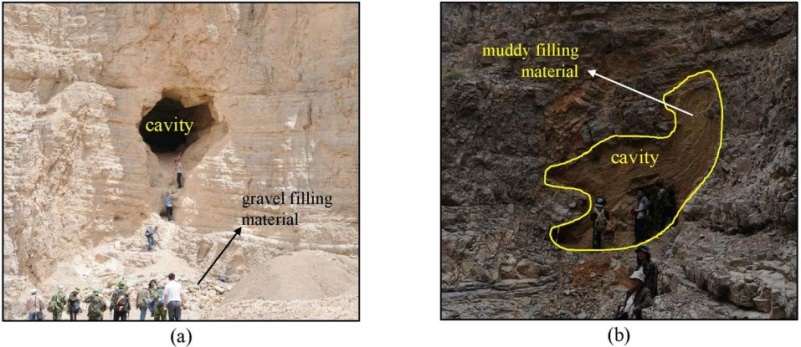 cavity
gravel filling
material
(a)
muddy filling
material
cavity
(b)